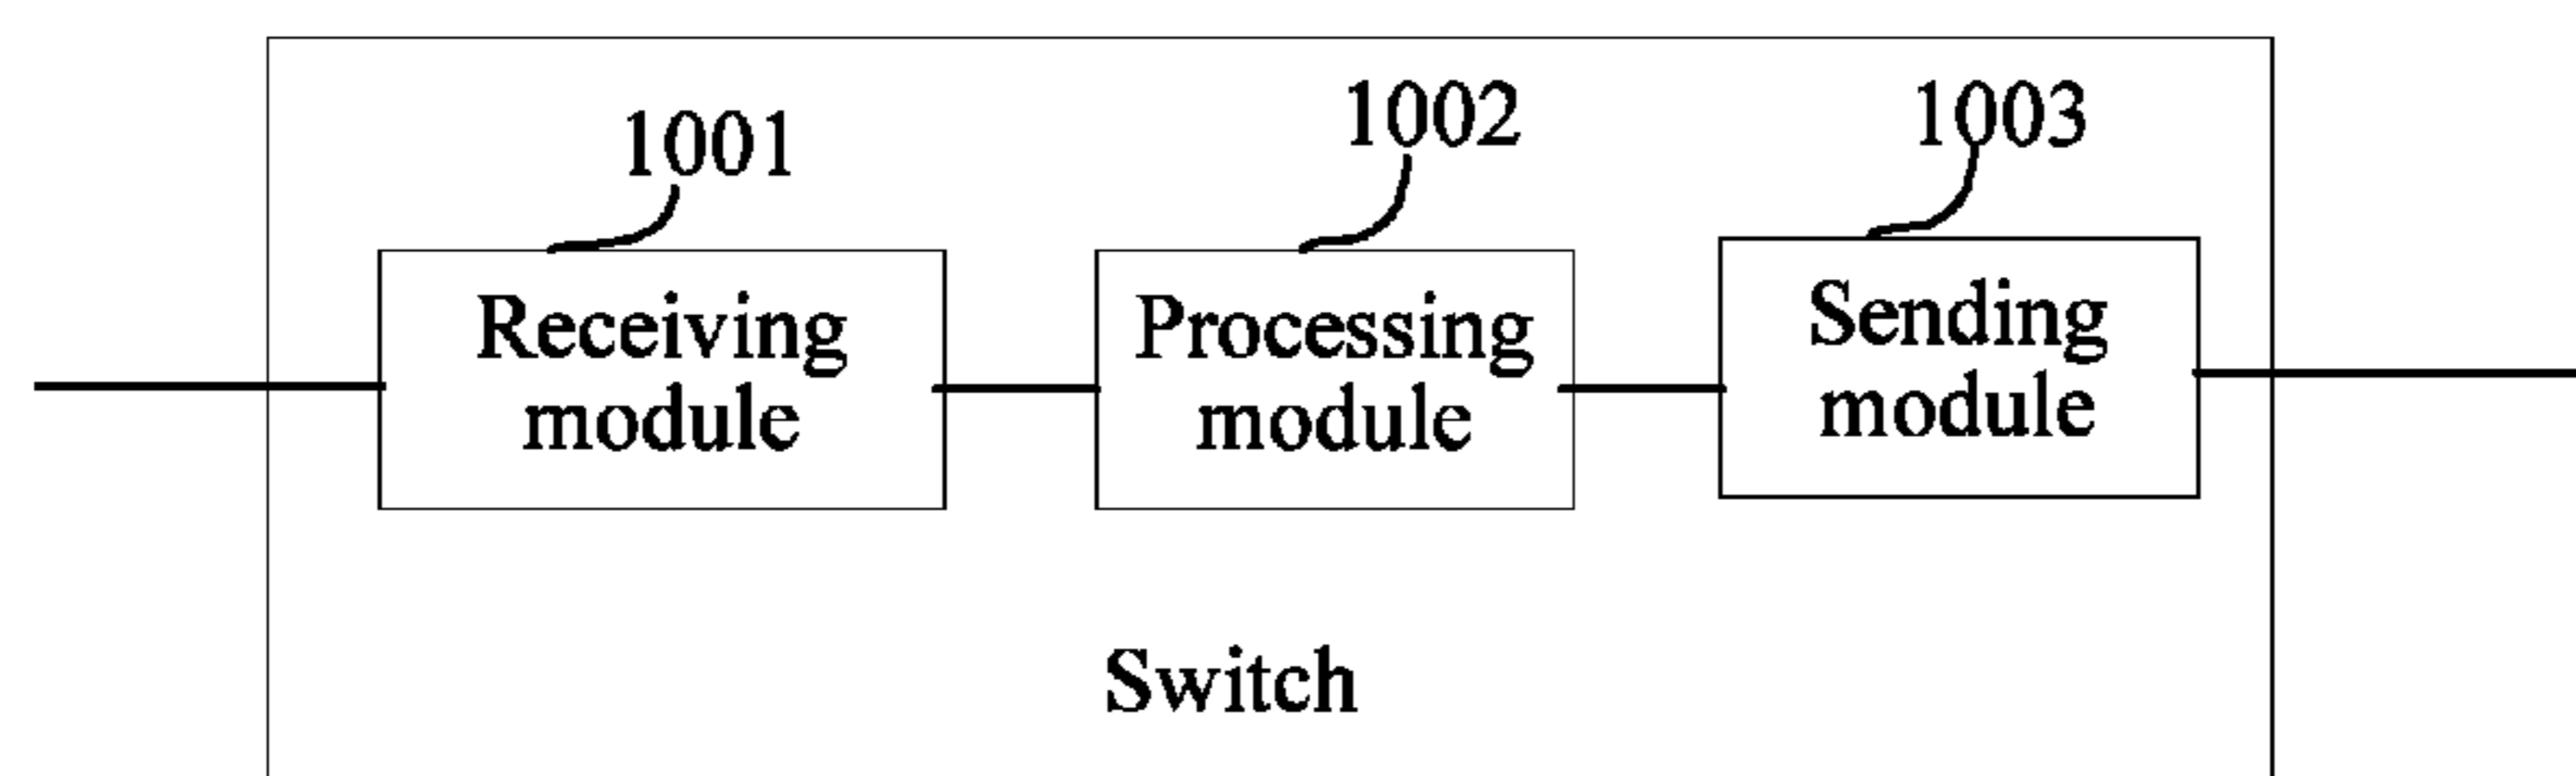 1001
1002
1003
Receiving
module
Processing
module
Sending
module
Switch